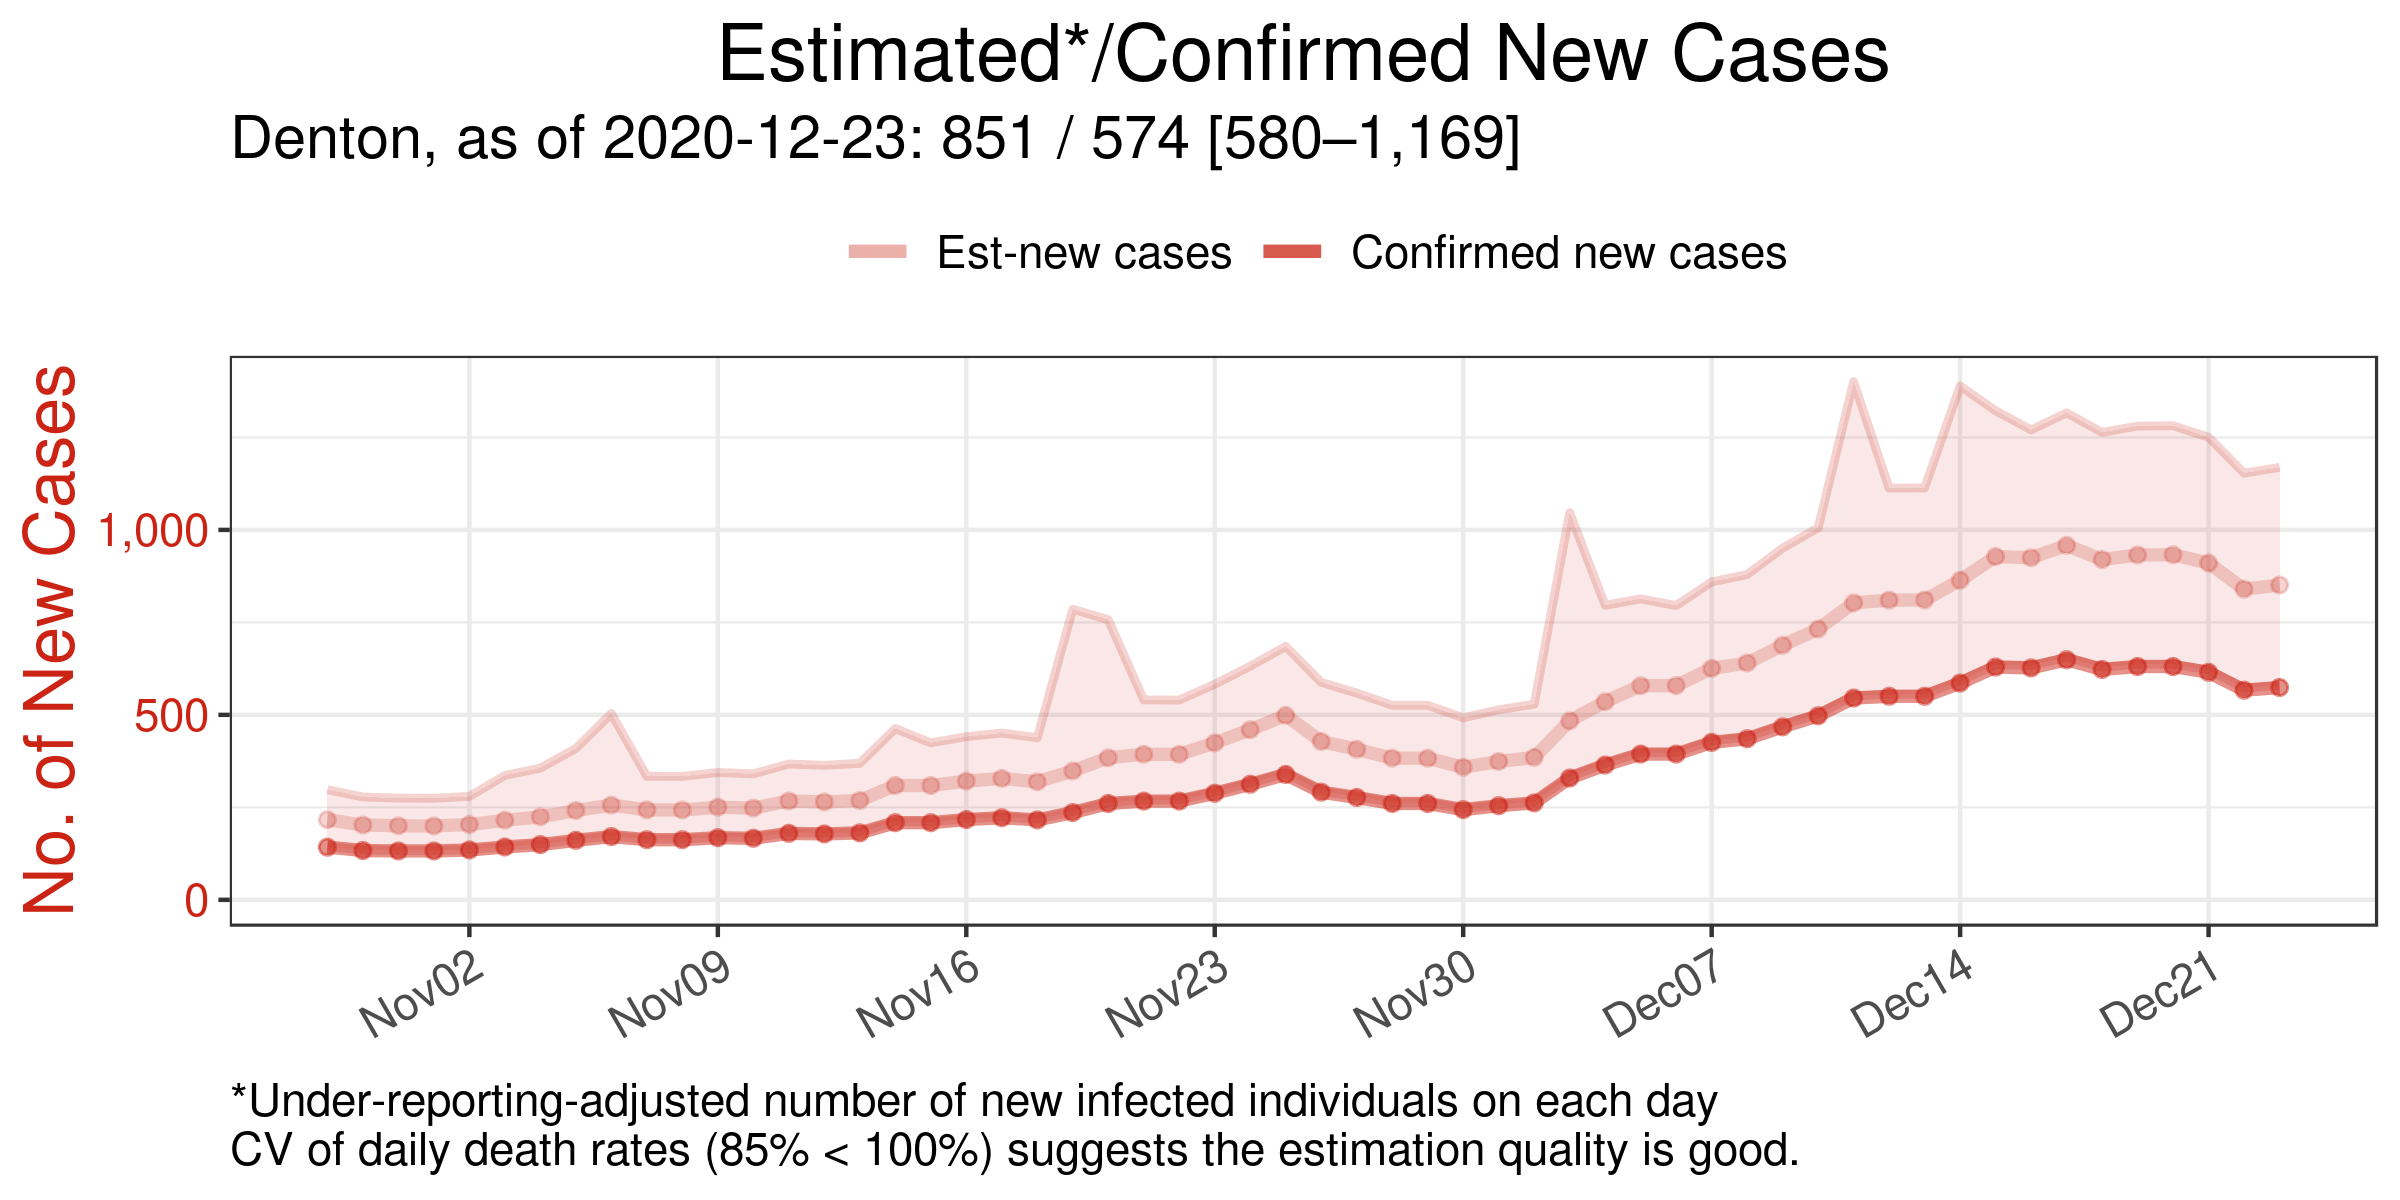 Estimated*/Confirmed New Cases
Denton, as of 2020-12-23: 851 / 574 [580–1,169]
Est-new cases
Confirmed new cases
No. of New Cases
1,000
500
0
Nov02
Nov09
Nov16
Nov23
Nov30
Dec07
Dec14
Dec21
*Under-reporting-adjusted number of new infected individuals on each day
CV of daily death rates (85% < 100%) suggests the estimation quality is good.